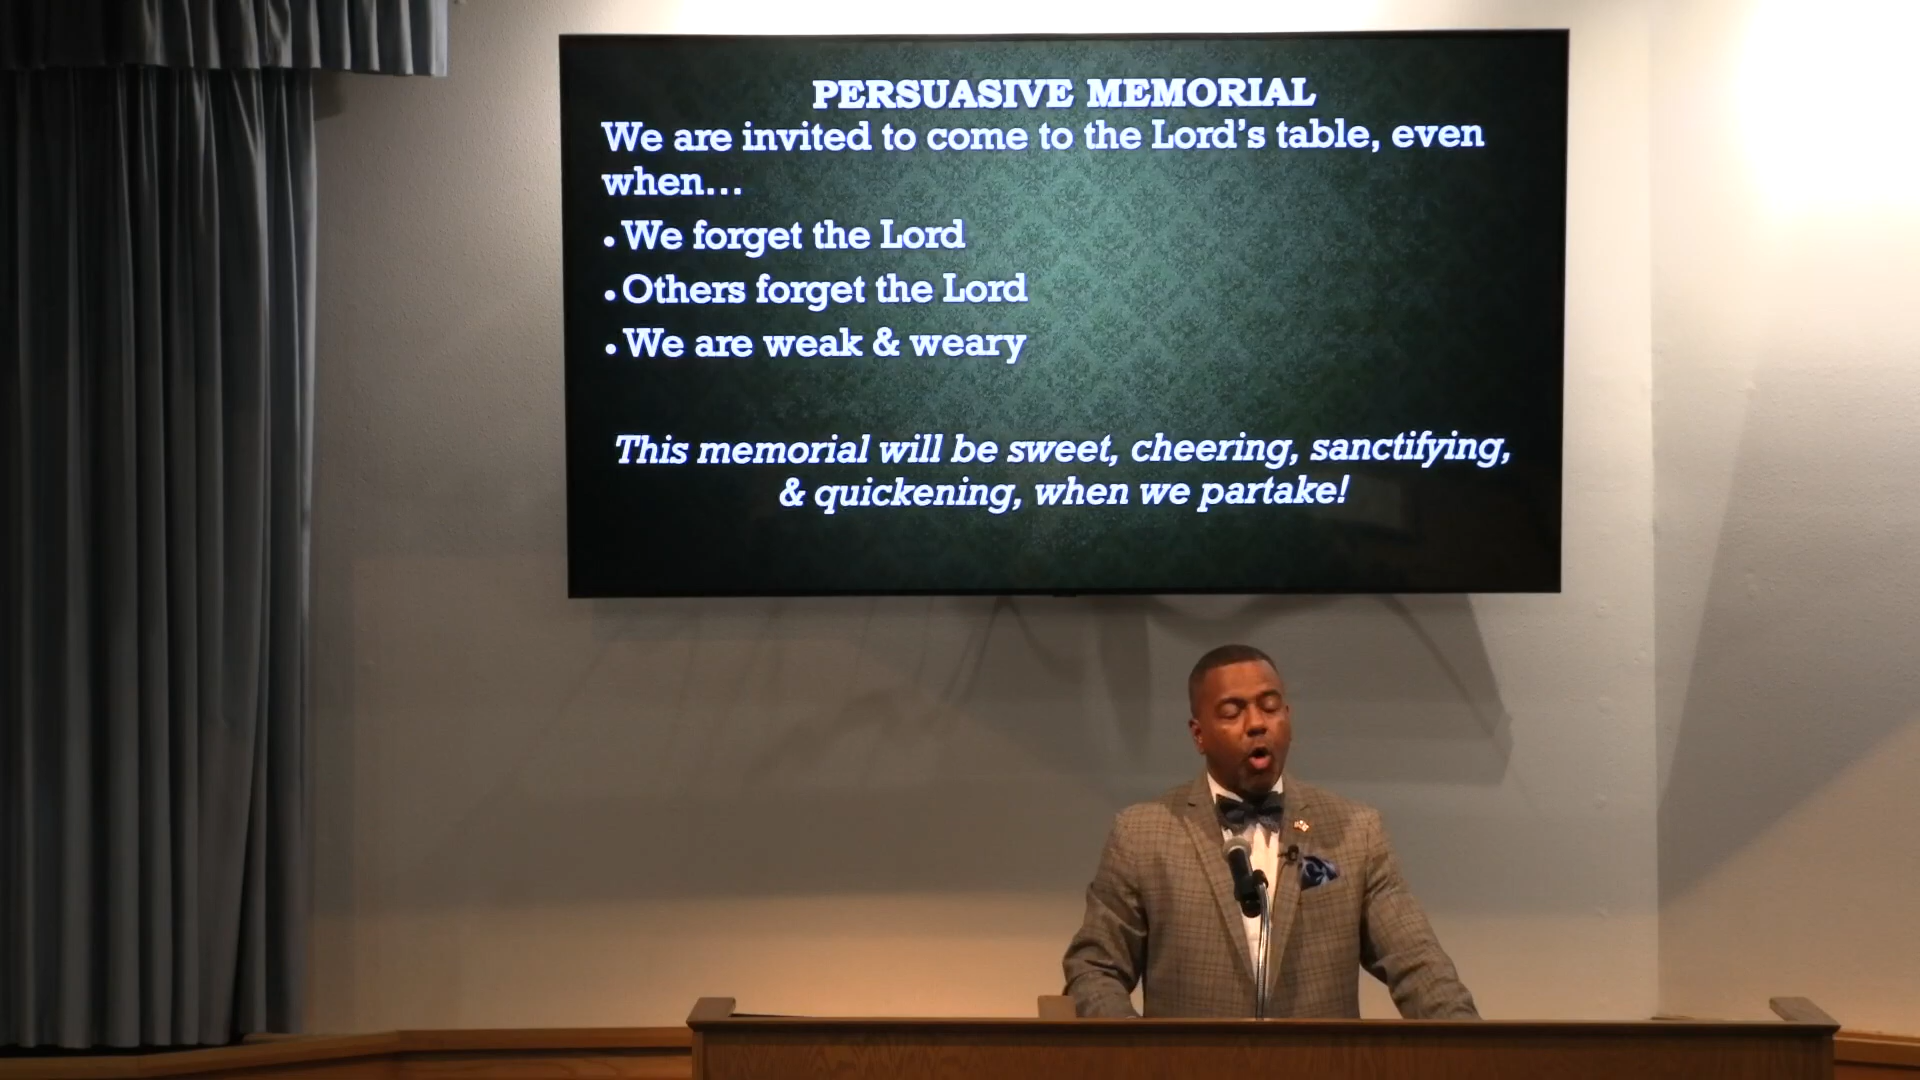 PERSUASIVE MEMORIAL
We are invited to come to the Lord’s table, even
when...
• We forget the Lord
• Others forget the Lord
• We are weak & weary
This memorial will be sweet, cheering, sanctifying,
& quickening, when we partake!